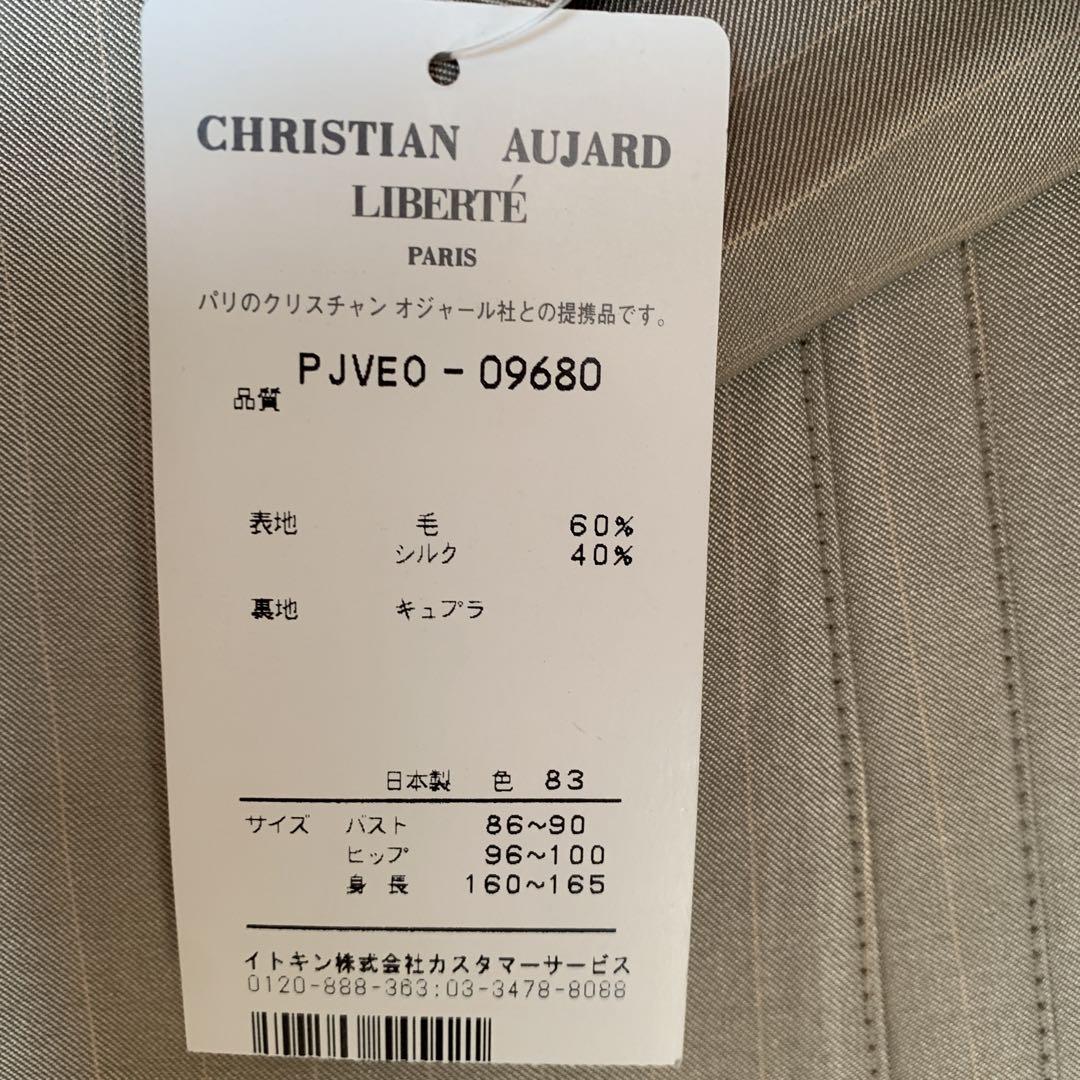 CHRISTIAN AUJARD
LIBERTÉ
PARIS
パリのクリスチャン オジャール社との提携品です。
PJVEO-09680
品質
表地 毛 60%
シルク 40%
裏地 キュプラ
日本製 色 83
サイズ バスト 86~90
ヒップ 96~100
身長 160~165
イトキン株式会社カスタマーサービス
0120-888-363:03-3478-8088